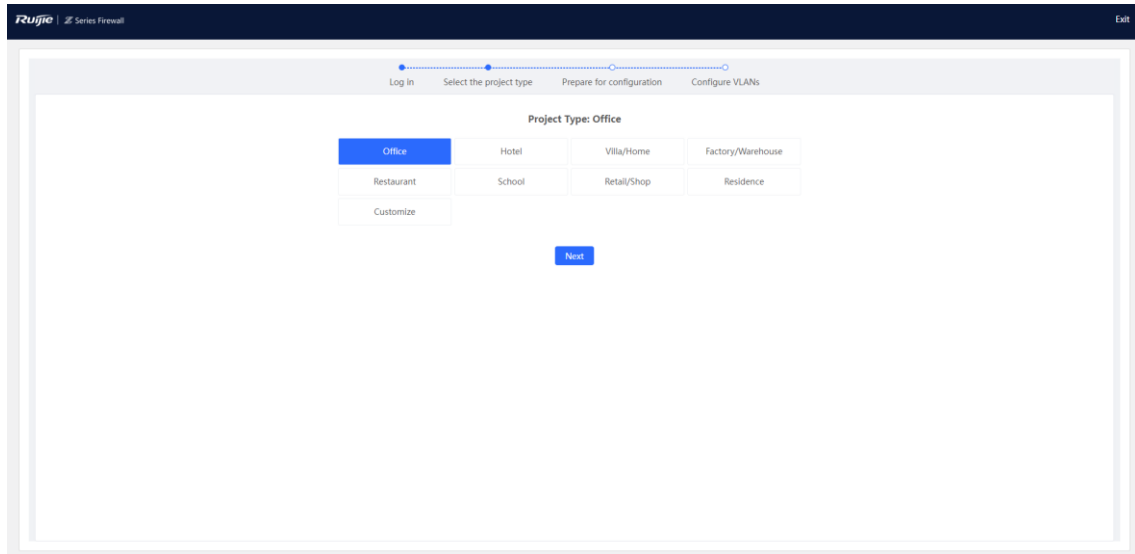 Ruijie | Z Series Firewall Exit
Log in Select the project type Prepare for configuration Configure VLANs
Project Type: Office
Office Hotel Villa/Home Factory/Warehouse
Restaurant School Retail/Shop Residence
Customize
Next